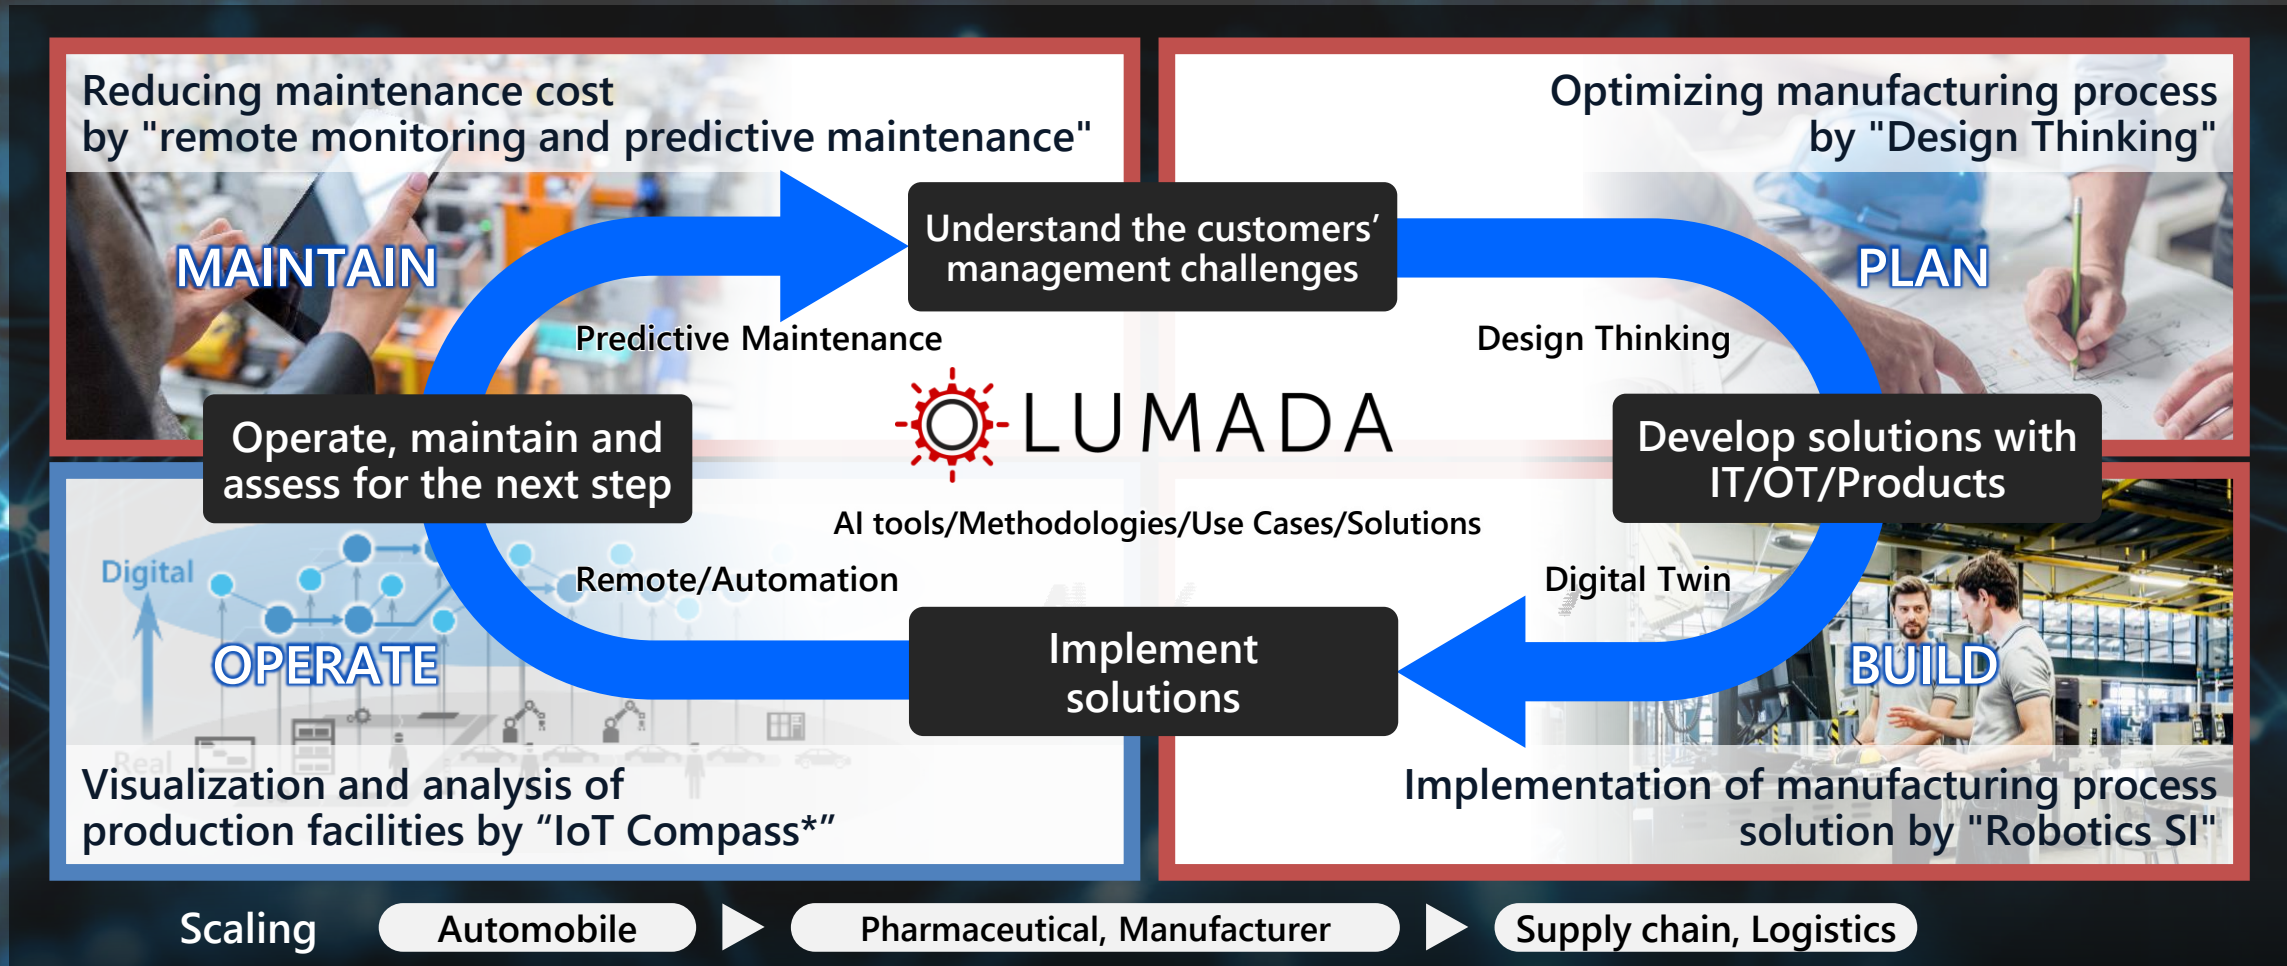 Reducing maintenance cost
by "remote monitoring and predictive maintenance"
Optimizing manufacturing process
by "Design Thinking"
Understand the customers’
management challenges
MAINTAIN
PLAN
Predictive Maintenance
Design Thinking
LUMADA
Operate, maintain and
assess for the next step
Develop solutions with
IT/OT/Products
AI tools/Methodologies/Use Cases/Solutions
Digital
Remote/Automation
Digital Twin
OPERATE
Implement
solutions
BUILD
Real
Visualization and analysis of
production facilities by “IoT Compass*”
Implementation of manufacturing process
solution by "Robotics SI"
Scaling
Automobile
Pharmaceutical, Manufacturer
Supply chain, Logistics